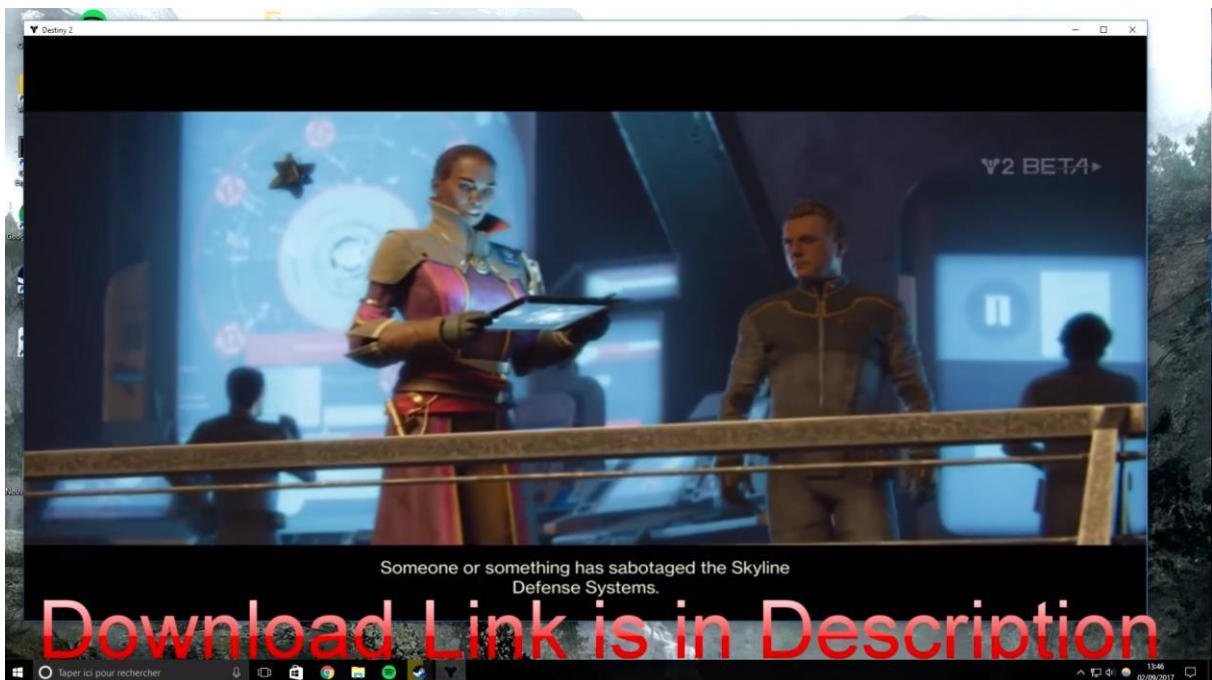 Destiny 2
2 BETA
Someone or something has sabotaged the Skyline
Defense Systems.
Download Link is in Description
Taper ici pour rechercher
13:46
02/09/2017